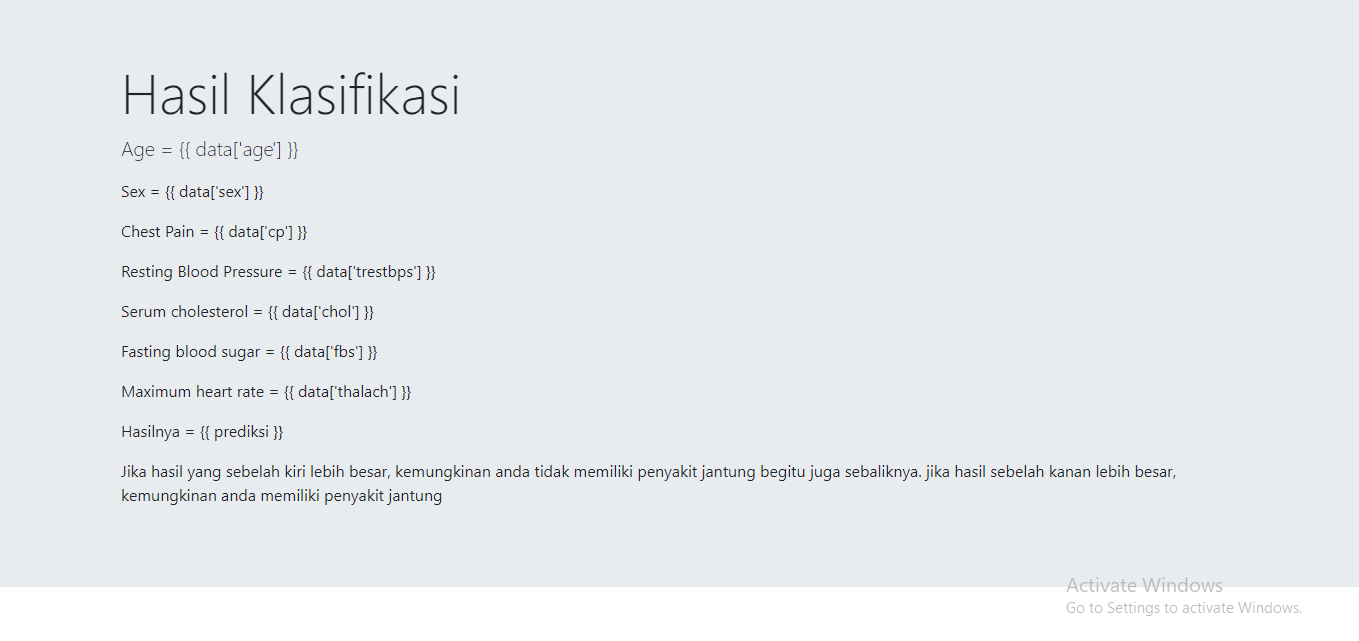 Hasil Klasifikasi
Age = {{ data['age'] }}
Sex = {{ data['sex'] }}
Chest Pain = {{ data['cp'] }}
Resting Blood Pressure = {{ data['trestbps'] }}
Serum cholesterol = {{ data['chol'] }}
Fasting blood sugar = {{ data['fbs'] }}
Maximum heart rate = {{ data['thalach'] }}
Hasilnya = {{ prediksi }}
Jika hasil yang sebelah kiri lebih besar, kemungkinan anda tidak memiliki penyakit jantung begitu juga sebaliknya. jika hasil sebelah kanan lebih besar,
kemungkinan anda memiliki penyakit jantung
Activate Windows
Go to Settings to activate Windows.